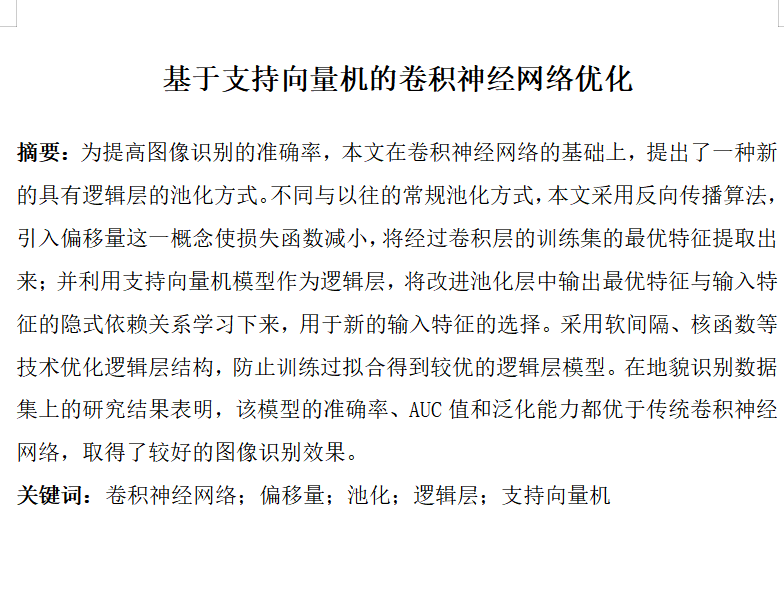 基于支持向量机的卷积神经网络优化
摘要：为提高图像识别的准确率，本文在卷积神经网络的基础上，提出了一种新
的具有逻辑层的池化方式。不同与以往的常规池化方式，本文采用反向传播算法，
引入偏移量这一概念使损失函数减小，将经过卷积层的训练集的最优特征提取出
来；并利用支持向量机模型作为逻辑层，将改进池化层中输出最优特征与输入特
征的隐式依赖关系学习下来，用于新的输入特征的选择。采用软间隔、核函数等
技术优化逻辑层结构，防止训练过拟合得到较优的逻辑层模型。在地貌识别数据
集上的研究结果表明，该模型的准确率、AUC 值和泛化能力都优于传统卷积神经
网络，取得了较好的图像识别效果。
关键词：卷积神经网络；偏移量；池化；逻辑层；支持向量机